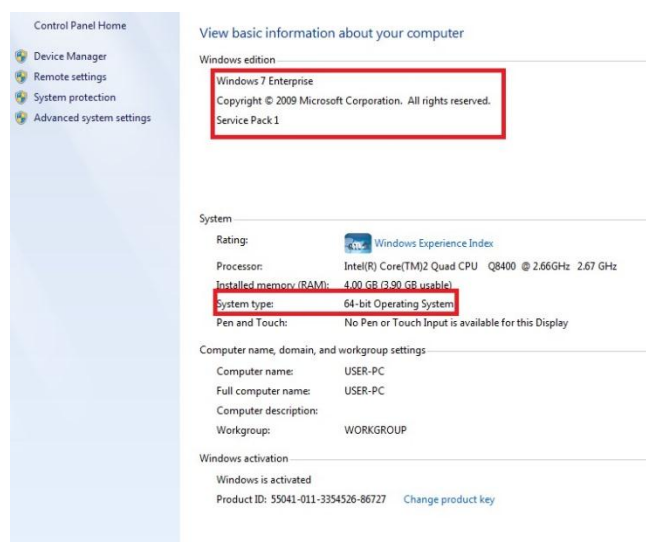 Control Panel Home
Device Manager
Remote settings
System protection
Advanced system settings
View basic information about your computer
Windows edition
Windows 7 Enterprise
Copyright © 2009 Microsoft Corporation. All rights reserved.
Service Pack 1
System
Rating: Windows Experience Index
Processor: Intel(R) Core(TM)2 Quad CPU Q8400 @ 2.66GHz 2.67 GHz
Installed memory (RAM): 4.00 GB (3.90 GB usable)
System type: 64-bit Operating System
Pen and Touch: No Pen or Touch Input is available for this Display
Computer name, domain, and workgroup settings
Computer name: USER-PC
Full computer name: USER-PC
Computer description:
Workgroup: WORKGROUP
Windows activation
Windows is activated
Product ID: 55041-011-3354526-86727 Change product key